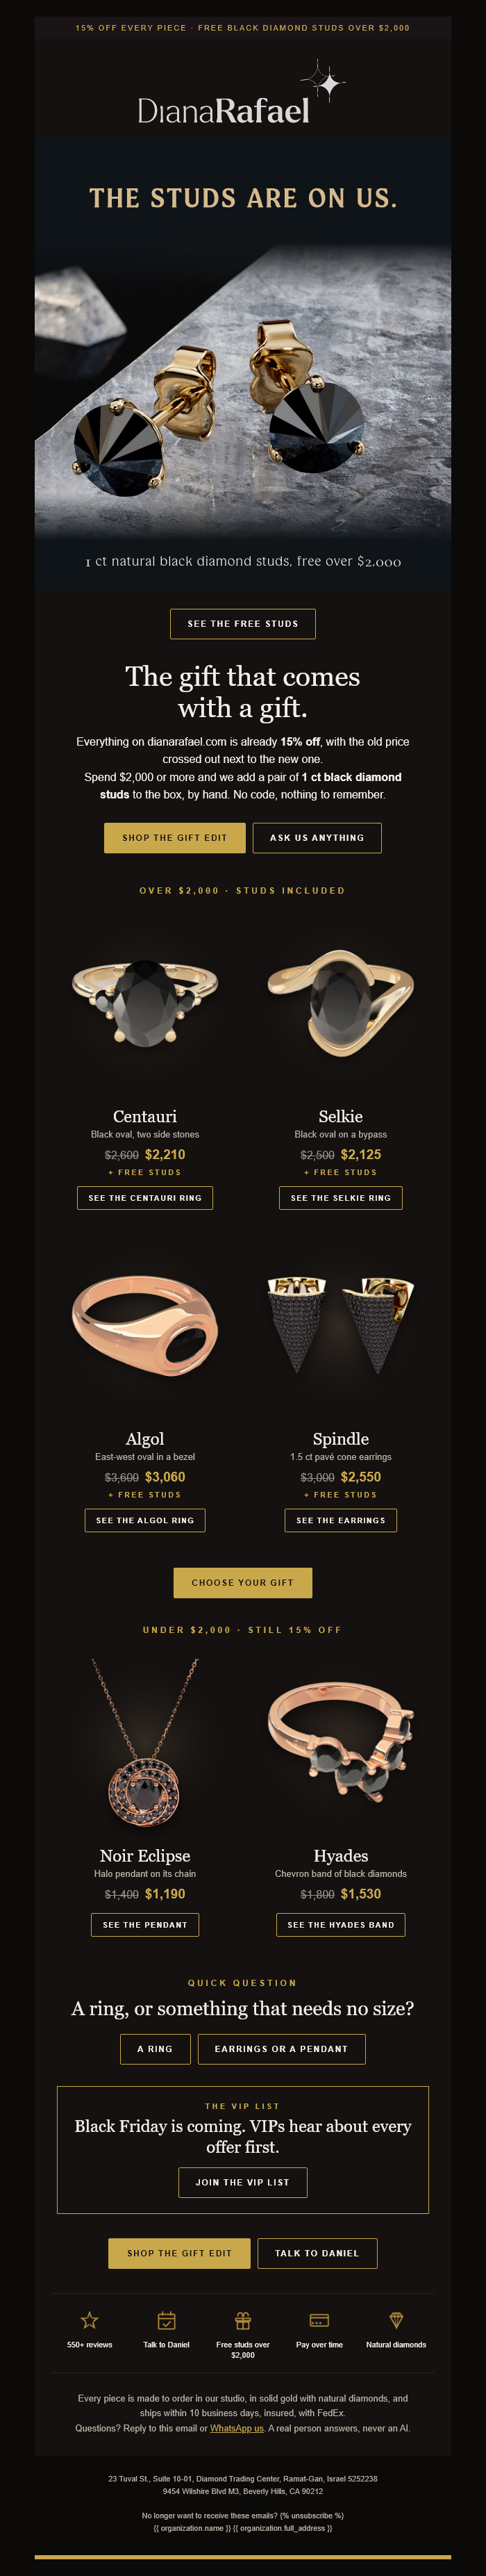 15% OFF EVERY PIECE · FREE BLACK DIAMOND STUDS OVER $2,000
DianaRafael
THE STUDS ARE ON US.
1 ct natural black diamond studs, free over $2,000
SEE THE FREE STUDS
The gift that comes
with a gift.
Everything on dianarafael.com is already 15% off, with the old price
crossed out next to the new one.
Spend $2,000 or more and we add a pair of 1 ct black diamond
studs to the box, by hand. No code, nothing to remember.
SHOP THE GIFT EDIT ASK US ANYTHING
OVER $2,000 · STUDS INCLUDED
Centauri Selkie
Black oval, two side stones Black oval on a bypass
$2,600 $2,210 $2,500 $2,125
+ FREE STUDS + FREE STUDS
SEE THE CENTAURI RING SEE THE SELKIE RING
Algol Spindle
East-west oval in a bezel 1.5 ct pavé cone earrings
$3,600 $3,060 $3,000 $2,550
+ FREE STUDS + FREE STUDS
SEE THE ALGOL RING SEE THE EARRINGS
CHOOSE YOUR GIFT
UNDER $2,000 · STILL 15% OFF
Noir Eclipse Hyades
Halo pendant on its chain Chevron band of black diamonds
$1,400 $1,190 $1,800 $1,530
SEE THE PENDANT SEE THE HYADES BAND
QUICK QUESTION
A ring, or something that needs no size?
A RING EARRINGS OR A PENDANT
THE VIP LIST
Black Friday is coming. VIPs hear about every
offer first.
JOIN THE VIP LIST
SHOP THE GIFT EDIT TALK TO DANIEL
550+ reviews Talk to Daniel Free studs over Pay over time Natural diamonds
$2,000
Every piece is made to order in our studio, in solid gold with natural diamonds, and
ships within 10 business days, insured, with FedEx.
Questions? Reply to this email or WhatsApp us. A real person answers, never an AI.
23 Tuval St., Suite 10-01, Diamond Trading Center, Ramat-Gan, Israel 5252238
9454 Wilshire Blvd M3, Beverly Hills, CA 90212
No longer want to receive these emails? {% unsubscribe %}
{{ organization.name }} {{ organization.full_address }}